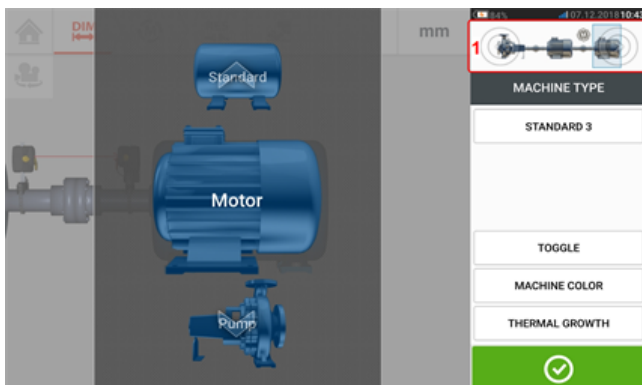 DIM
mm
84%
07.12.2018 10:43
1
M
MACHINE TYPE
STANDARD 3
Standard
Motor
Pump
TOGGLE
MACHINE COLOR
THERMAL GROWTH